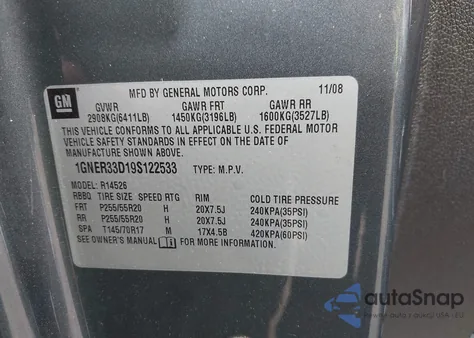 GM
MFD BY GENERAL MOTORS CORP. 11/08
GVWR GAWR FRT GAWR RR
2908KG(6411LB) 1450KG(3196LB) 1600KG(3527LB)
THIS VEHICLE CONFORMS TO ALL APPLICABLE U.S. FEDERAL MOTOR
VEHICLE SAFETY STANDARDS IN EFFECT ON THE DATE OF
MANUFACTURE SHOWN ABOVE.
1GNER33D19S122533 TYPE: M.P.V.
MODEL: R14526
RBBQ TIRE SIZE SPEED RTG RIM COLD TIRE PRESSURE
FRT P255/55R20 H 20X7.5J 240KPA(35PSI)
RR P255/55R20 H 20X7.5J 240KPA(35PSI)
SPA T145/70R17 M 17X4.5B 420KPA(60PSI)
SEE OWNER'S MANUAL FOR MORE INFORMATION.
autoSnap